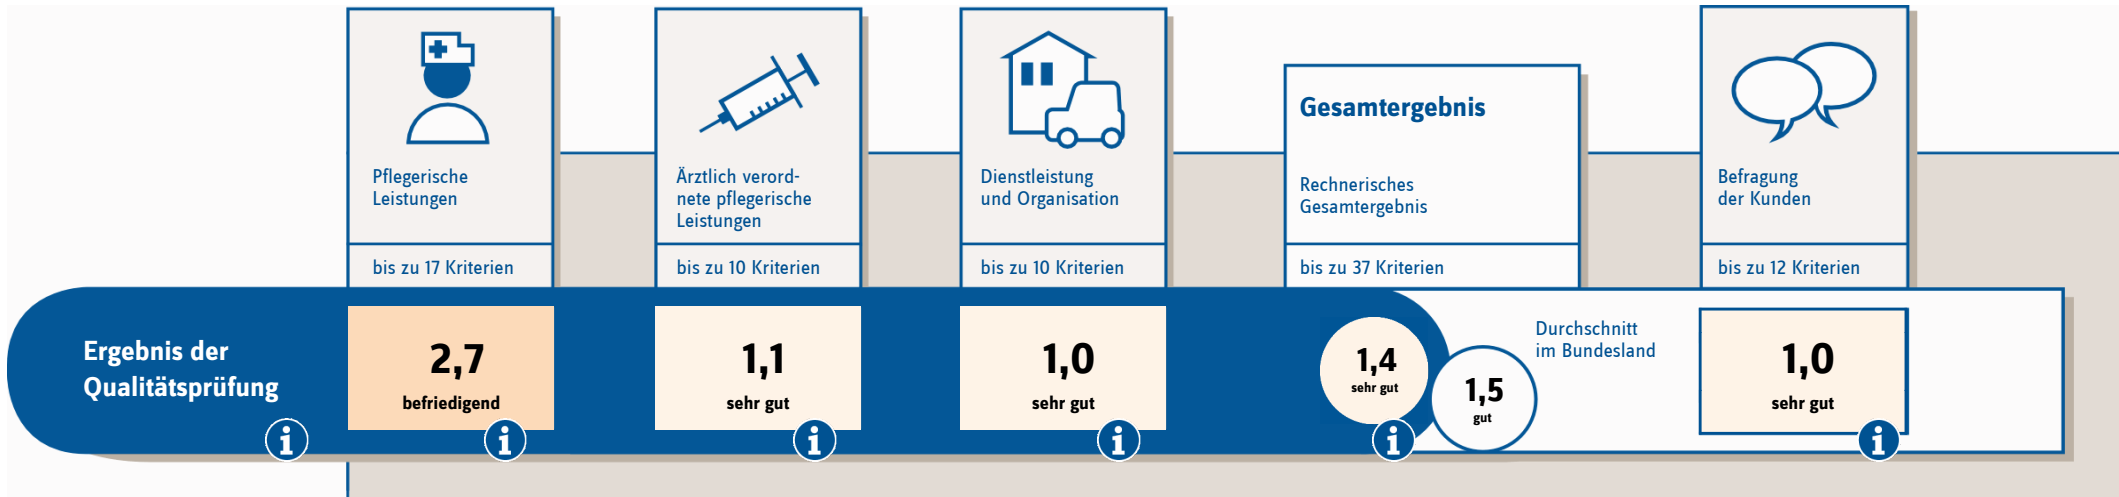 Pflegerische
Leistungen
bis zu 17 Kriterien
Ärztlich verord-
nete pflegerische
Leistungen
bis zu 10 Kriterien
Dienstleistung
und Organisation
bis zu 10 Kriterien
Gesamtergebnis
Rechnerisches
Gesamtergebnis
bis zu 37 Kriterien
Befragung
der Kunden
bis zu 12 Kriterien
Ergebnis der
Qualitätsprüfung
i
2,7
befriedigend
i
1,1
sehr gut
i
1,0
sehr gut
i
1,4
sehr gut
i
1,5
gut
Durchschnitt
im Bundesland
1,0
sehr gut
i